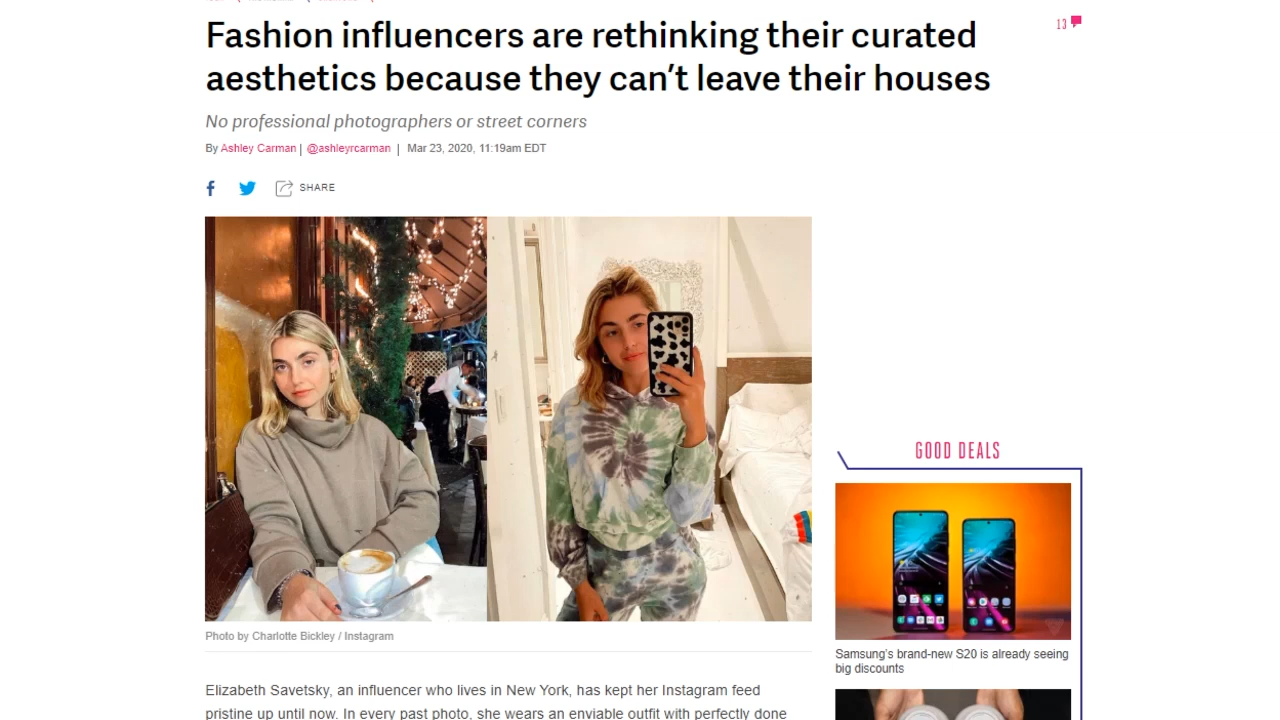 Fashion influencers are rethinking their curated
aesthetics because they can't leave their houses
13
No professional photographers or street corners
By Ashley Carman | @ashleyrcarman | Mar 23, 2020, 11:19am EDT
SHARE
Photo by Charlotte Bickley / Instagram
Elizabeth Savetsky, an influencer who lives in New York, has kept her Instagram feed
pristine up until now. In every past photo, she wears an enviable outfit with perfectly done
GOOD DEALS
Samsung's brand-new S20 is already seeing
big discounts